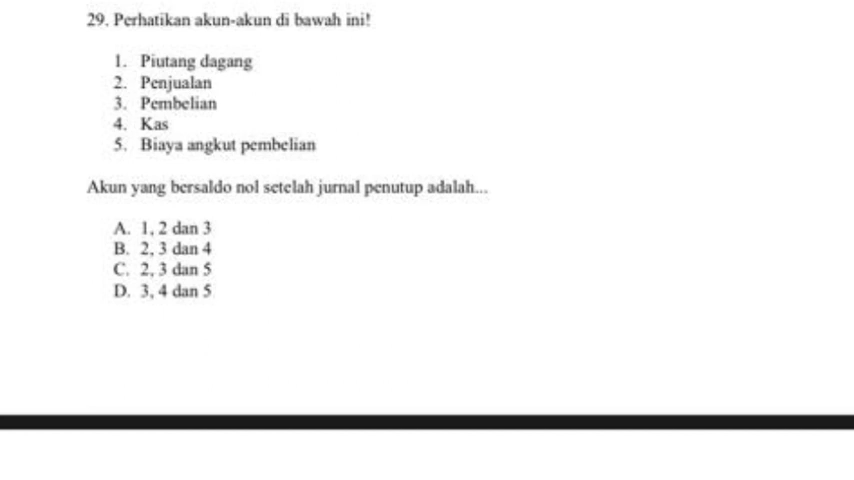 29. Perhatikan akun-akun di bawah ini!
1. Piutang dagang
2. Penjualan
3. Pembelian
4. Kas
5. Biaya angkut pembelian
Akun yang bersaldo nol setelah jurnal penutup adalah...
A. 1, 2 dan 3
B. 2, 3 dan 4
C. 2, 3 dan 5
D. 3, 4 dan 5